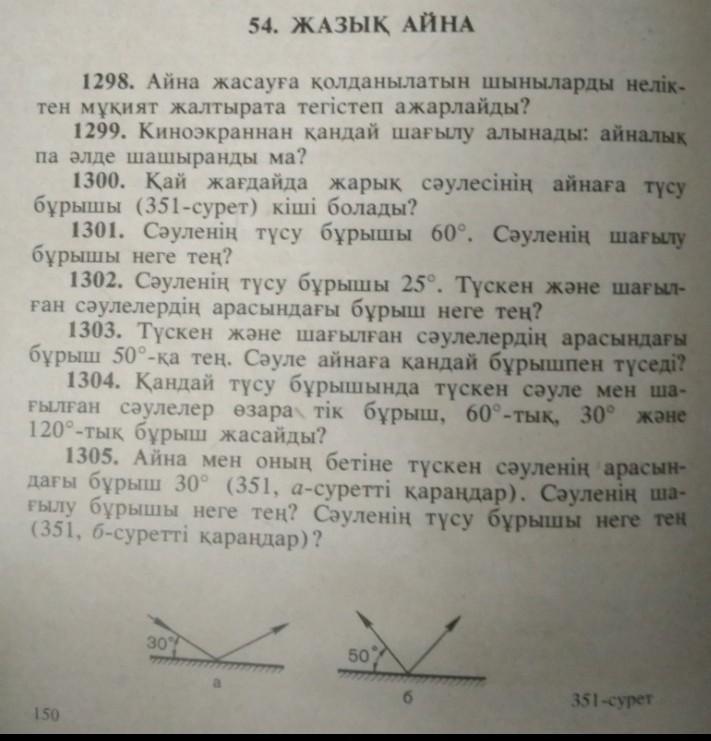 54. ЖАЗЫҚ АЙНА
1298. Айна жасауға қолданылатын шыныларды нелік-
тен мұқият жалтырата тегістеп ажарлайды?
1299. Киноэкраннан қандай шағылу алынады: айналық
па әлде шашыранды ма?
1300. Қай жағдайда жарық сәулесінің айнаға түсу
бұрышы (351-сурет) кіші болады?
1301. Сәуленің түсу бұрышы 60°. Сәуленің шағылу
бұрышы неге тең?
1302. Сәуленің түсу бұрышы 25°. Түскен және шағыл-
ған сәулелердің арасындағы бұрыш неге тең?
1303. Түскен және шағылған сәулелердің арасындағы
бұрыш 50°-қа тең. Сәуле айнаға қандай бұрышпен түседі?
1304. Қандай түсу бұрышында түскен сәуле мен ша-
ғылған сәулелер өзара тік бұрыш, 60°-тық, 30° және
120°-тық бұрыш жасайды?
1305. Айна мен оның бетіне түскен сәуленің арасын-
дағы бұрыш 30° (351, а-суретті қараңдар). Сәуленің ша-
ғылу бұрышы неге тең? Сәуленің түсу бұрышы неге тең
(351, б-суретті қараңдар)?
30°
50°
а
б
351-сурет
150